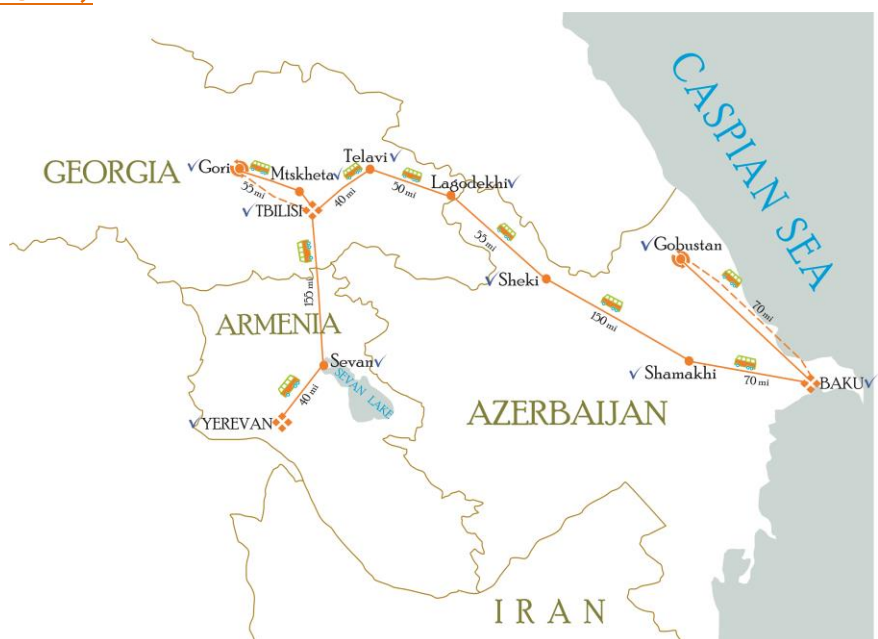 CASPIAN SEA
GEORGIA
Gori
55 mi
Mtskheta
TBILISI
Telavi
40 mi
50 mi
Lagodekhi
55 mi
Sheki
150 mi
Gobustan
70 mi
Shamakhi
70 mi
BAKU
155 mi
ARMENIA
Sevan
SEVAN LAKE
40 mi
YEREVAN
AZERBAIJAN
IRAN